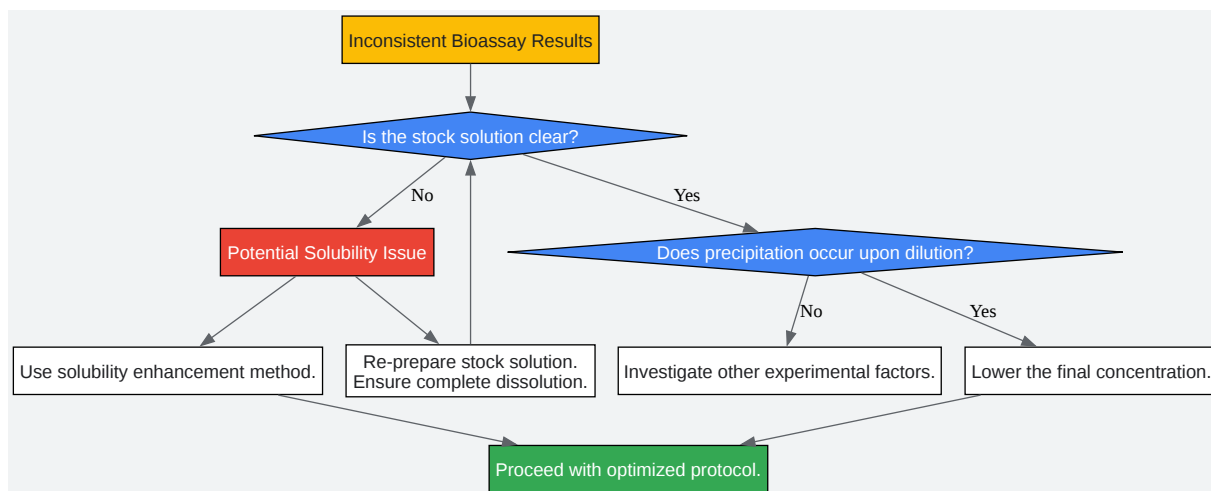 Inconsistent Bioassay Results
Is the stock solution clear?
No
Yes
Potential Solubility Issue
Does precipitation occur upon dilution?
No
Yes
Use solubility enhancement method.
Re-prepare stock solution.
Ensure complete dissolution.
Investigate other experimental factors.
Lower the final concentration.
Proceed with optimized protocol.